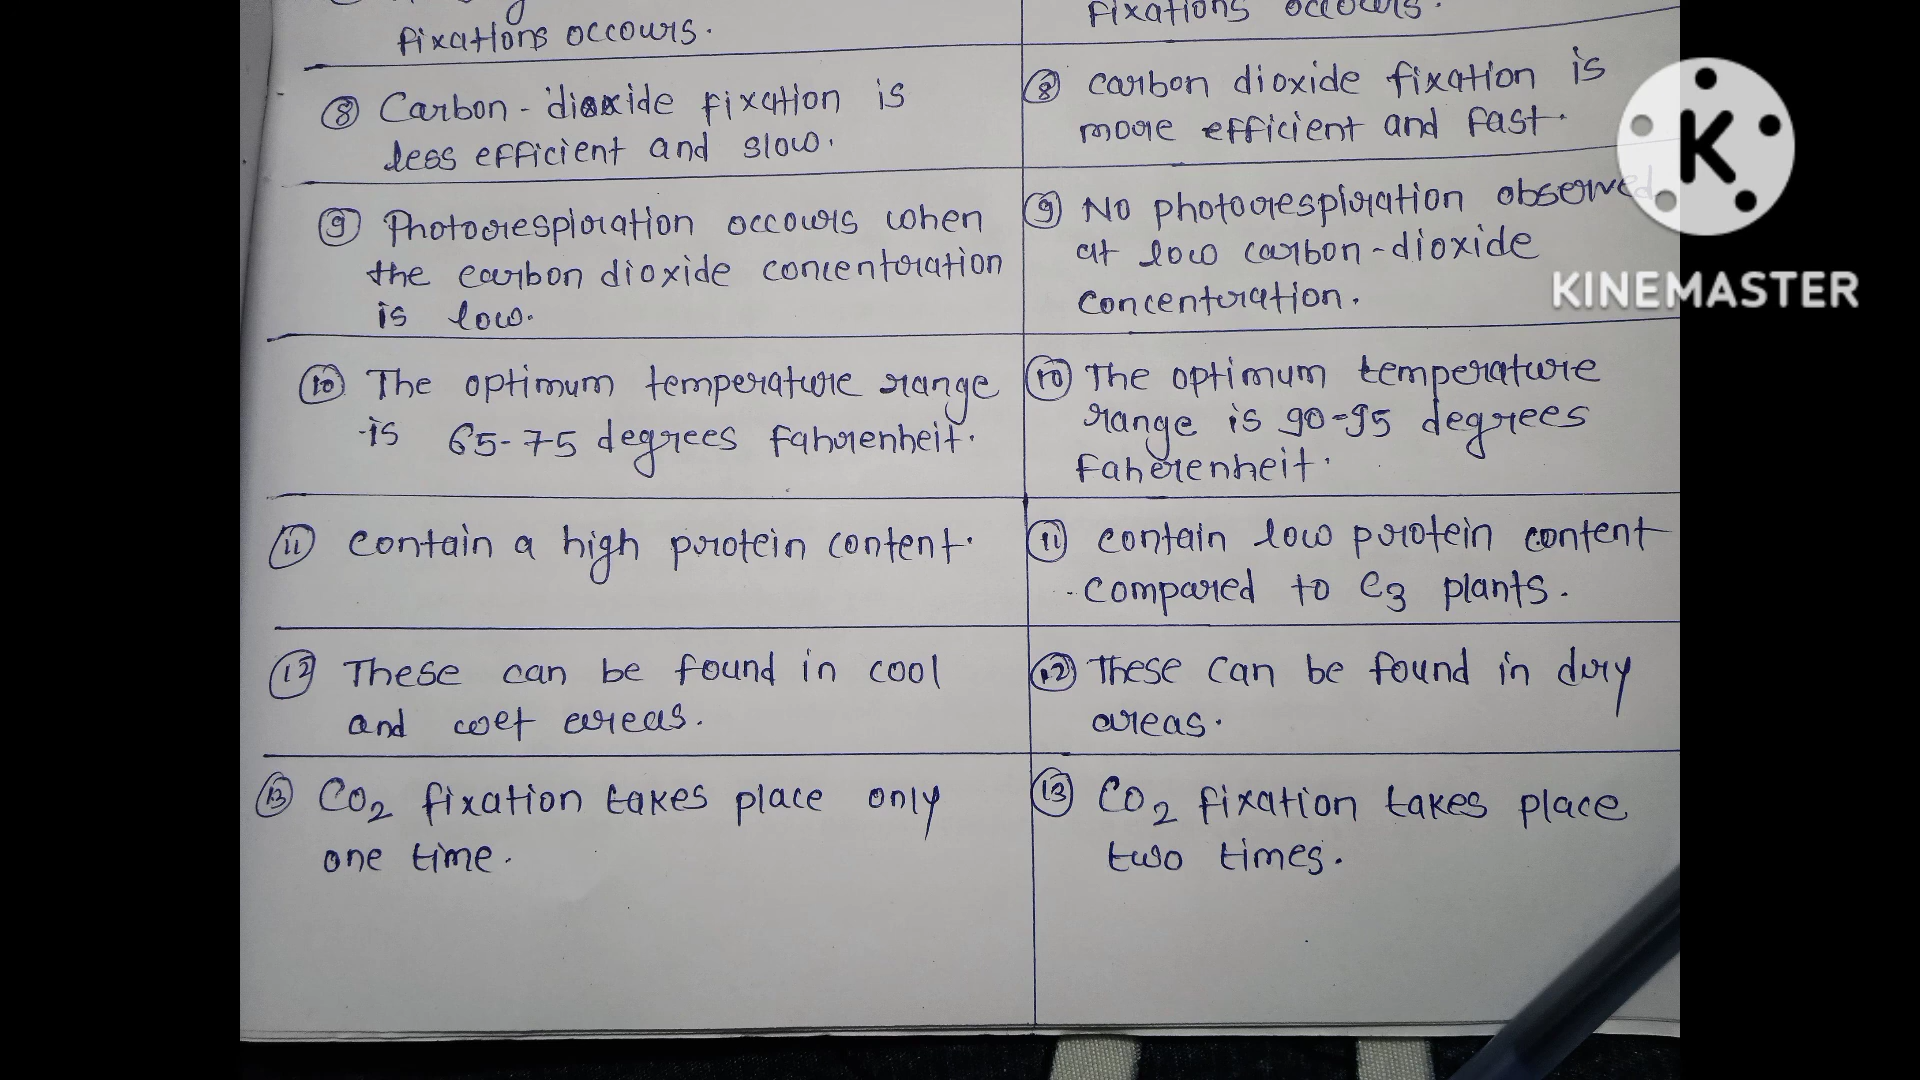 fixations occours.
fixations occours.
⑧ Carbon-dioxide fixation is
less efficient and slow.
⑧ carbon dioxide fixation is
more efficient and fast.
⑨ Photorespiration occours when
the carbon dioxide concentration
is low.
⑨ No photorespiration observed
at low carbon-dioxide
concentration.
⑩ The optimum temperature range
is 65-75 degrees fahrenheit.
⑩ The optimum temperature
range is 90-95 degrees
Faherenheit.
⑪ contain a high protein content.
⑪ contain low protein content
compared to C3 plants.
⑫ These can be found in cool
and wet areas.
⑫ These can be found in dry
areas.
⑬ CO2 fixation takes place only
one time.
⑬ CO2 fixation takes place
two times.
K
KINEMASTER